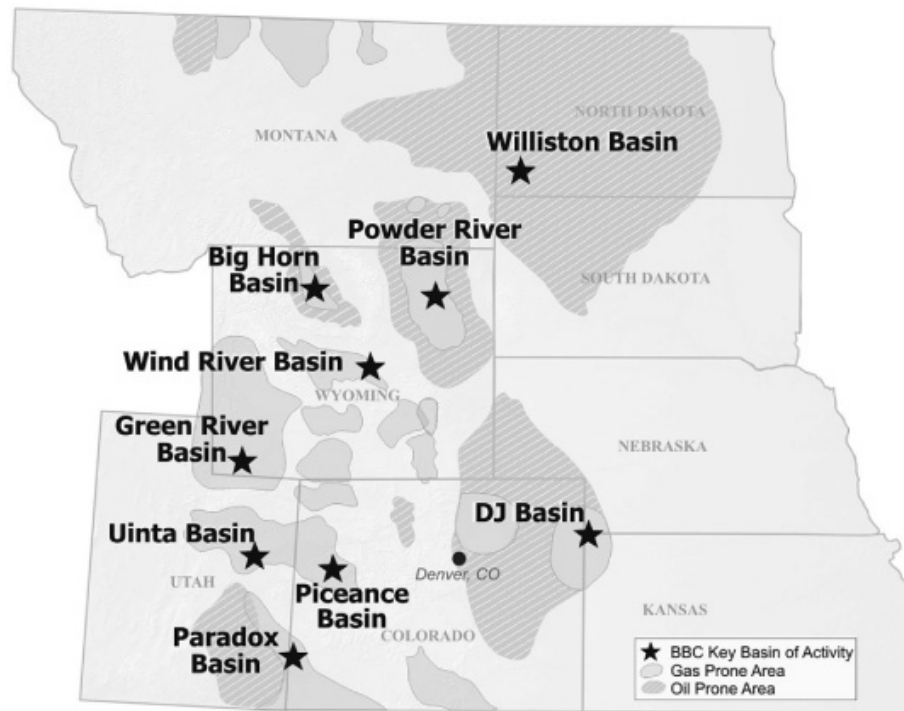 NORTH DAKOTA
MONTANA
Williston Basin
Powder River
Basin
Big Horn
Basin
SOUTH DAKOTA
Wind River Basin
WYOMING
Green River
Basin
NEBRASKA
DJ Basin
Uinta Basin
Denver, CO
UTAH
Piceance
Basin
KANSAS
COLORADO
Paradox
Basin
BBC Key Basin of Activity
Gas Prone Area
Oil Prone Area